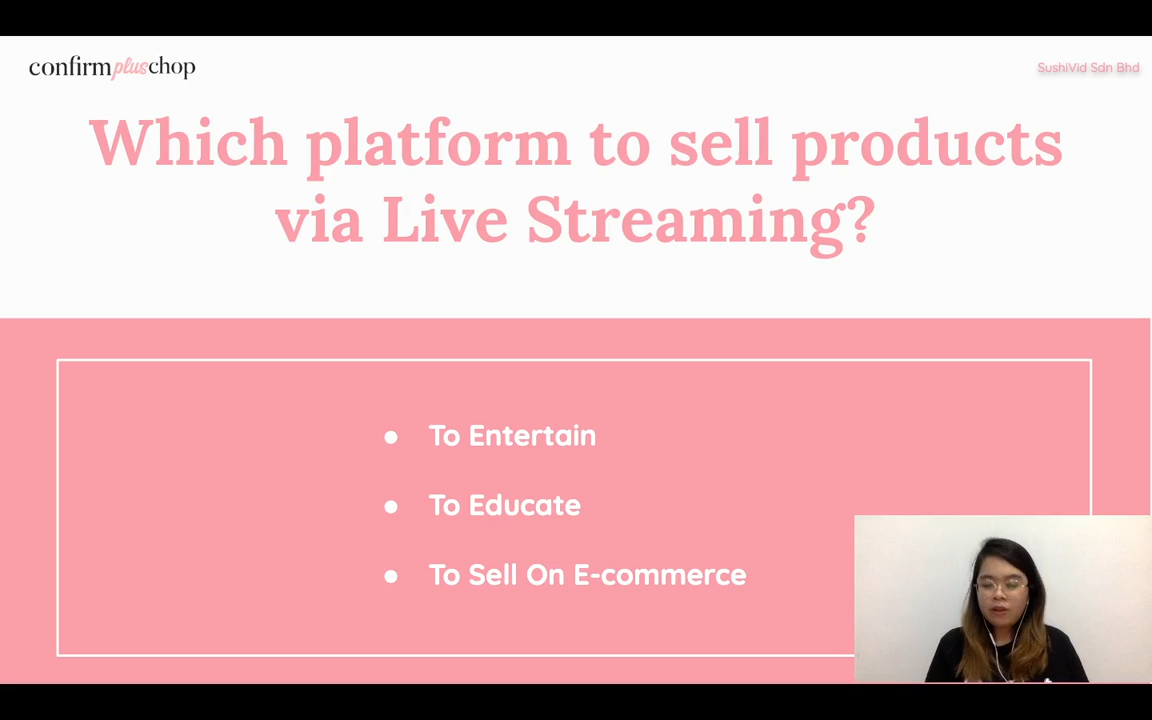 confirmpluschop
SushiVid Sdn Bhd
Which platform to sell products
via Live Streaming?
● To Entertain
● To Educate
● To Sell On E-commerce